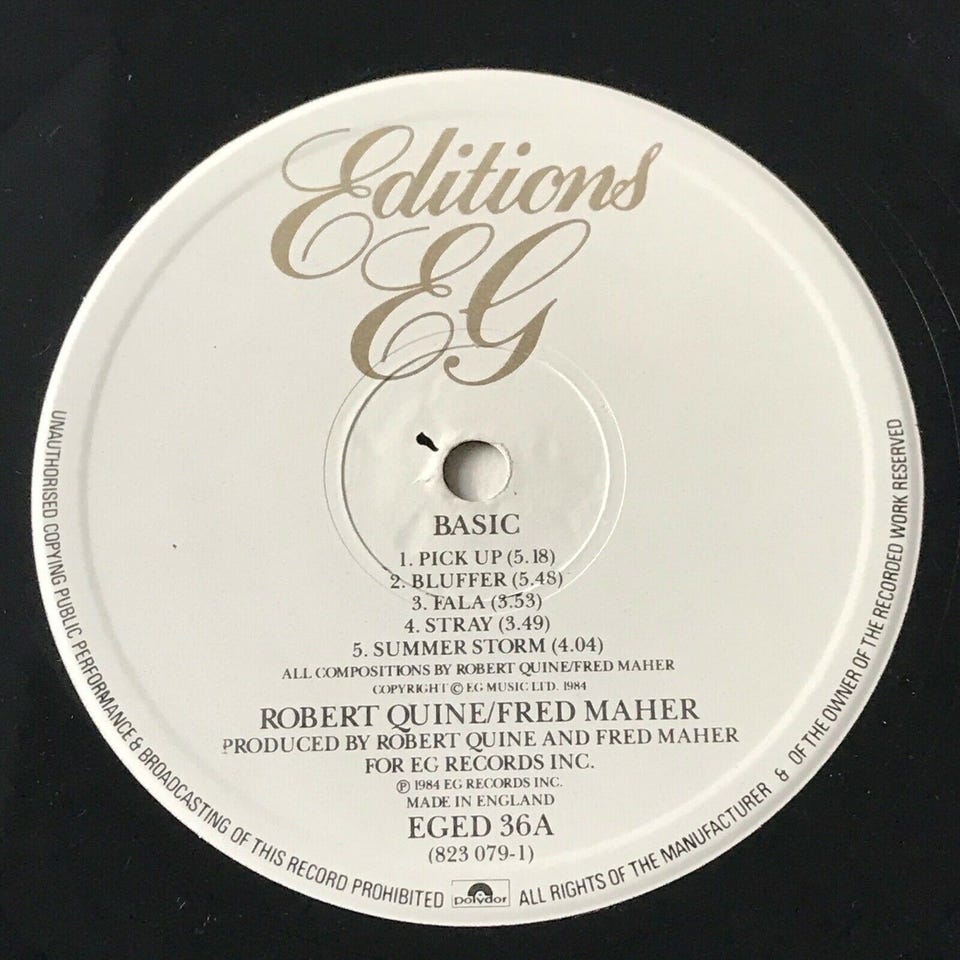 Editions
EG
BASIC
1. PICK UP (5.18)
2. BLUFFER (5.48)
3. FALA (3.53)
4. STRAY (3.49)
5. SUMMER STORM (4.04)
ALL COMPOSITIONS BY ROBERT QUINE/FRED MAHER
COPYRIGHT © EG MUSIC LTD. 1984
ROBERT QUINE/FRED MAHER
PRODUCED BY ROBERT QUINE AND FRED MAHER
FOR EG RECORDS INC.
℗ 1984 EG RECORDS INC.
MADE IN ENGLAND
EGED 36A
(823 079-1)
UNAUTHORISED COPYING PUBLIC PERFORMANCE & BROADCASTING OF THIS RECORD PROHIBITED
polydor
ALL RIGHTS OF THE MANUFACTURER & OF THE OWNER OF THE RECORDED WORK RESERVED